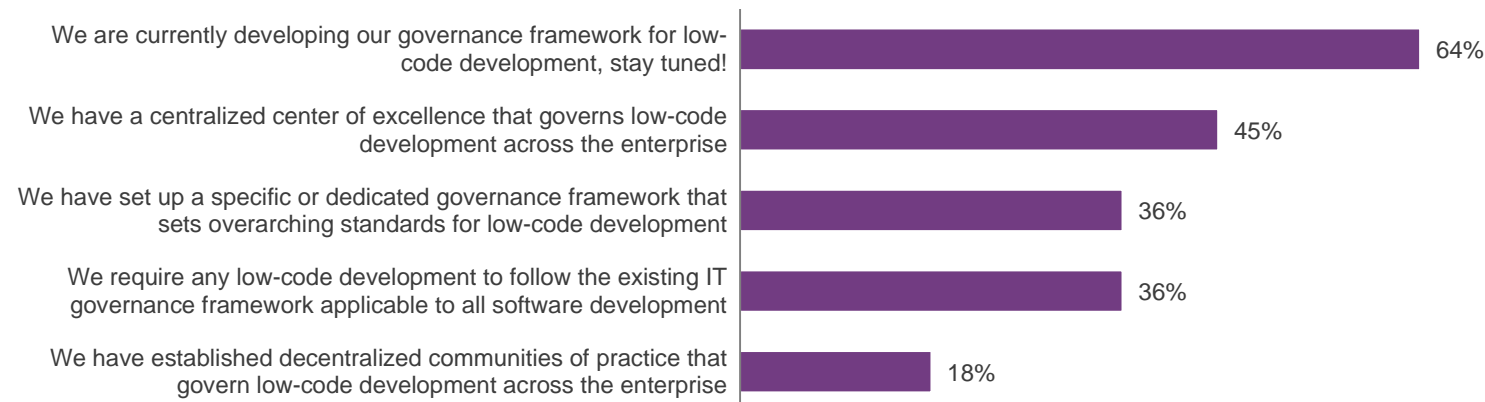 We are currently developing our governance framework for low-
code development, stay tuned!
64%
We have a centralized center of excellence that governs low-code
development across the enterprise
45%
We have set up a specific or dedicated governance framework that
sets overarching standards for low-code development
36%
We require any low-code development to follow the existing IT
governance framework applicable to all software development
36%
We have established decentralized communities of practice that
govern low-code development across the enterprise
18%